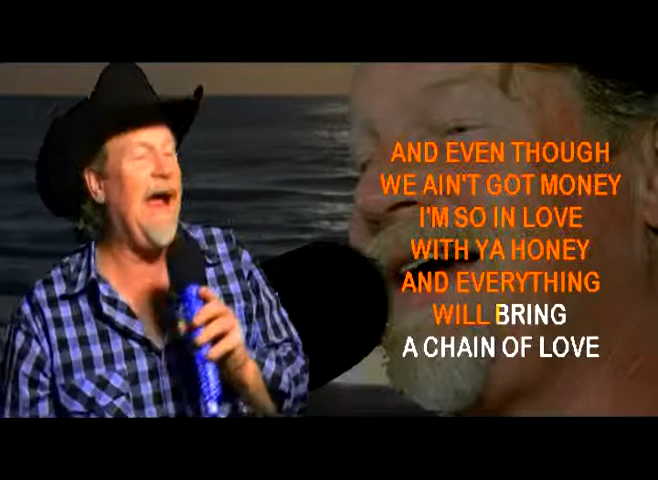 AND EVEN THOUGH
WE AIN'T GOT MONEY
I'M SO IN LOVE
WITH YA HONEY
AND EVERYTHING
WILL BRING
A CHAIN OF LOVE